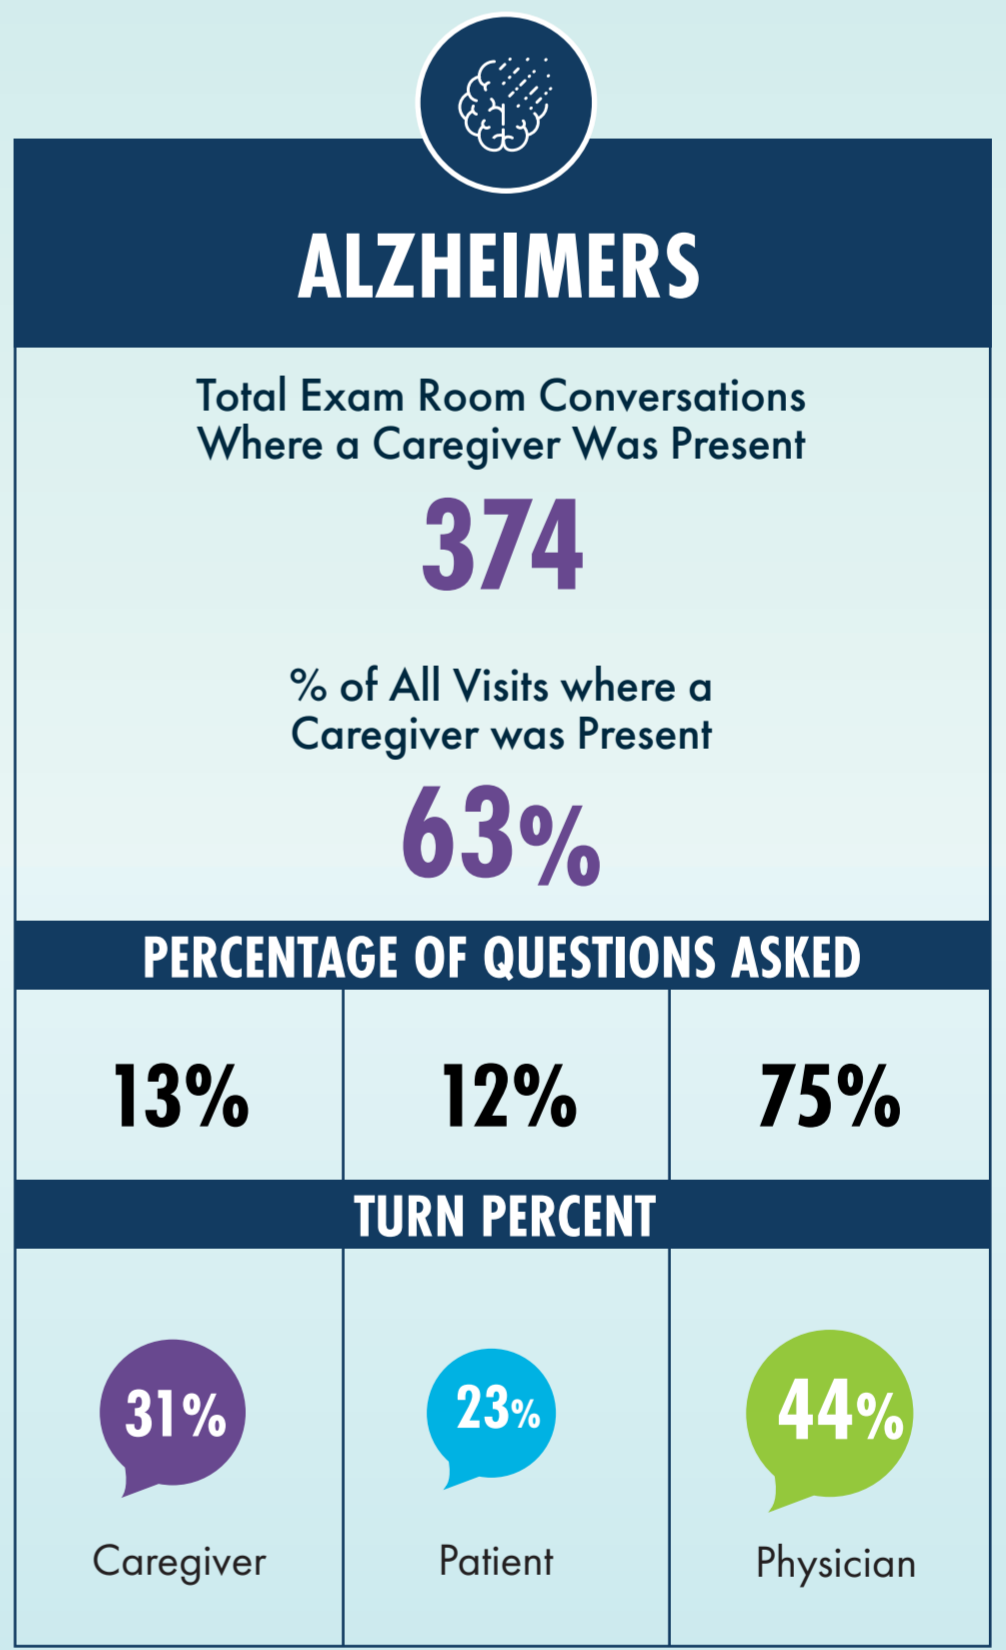 ALZHEIMERS
Total Exam Room Conversations
Where a Caregiver Was Present
374
% of All Visits where a
Caregiver was Present
63%
PERCENTAGE OF QUESTIONS ASKED
13% 12% 75%
TURN PERCENT
31% 23% 44%
Caregiver Patient Physician